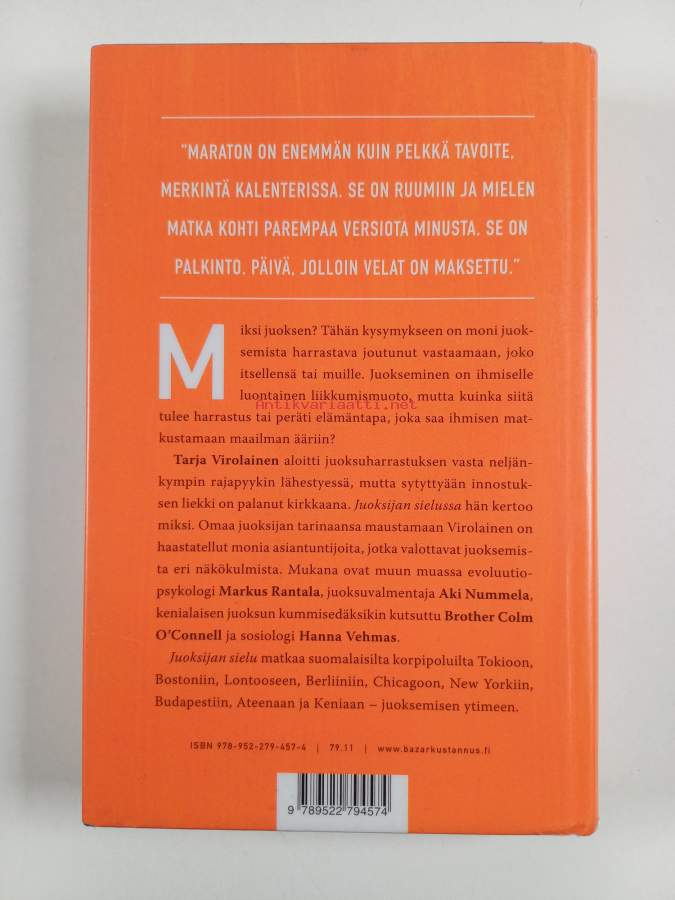 "MARATON ON ENEMMÄN KUIN PELKKÄ TAVOITE,
MERKINTÄ KALENTERISSA. SE ON RUUMIIN JA MIELEN
MATKA KOHTI PAREMPAA VERSIOTA MINUSTA. SE ON
PALKINTO. PÄIVÄ, JOLLOIN VELAT ON MAKSETTU."
Miksi juoksen? Tähän kysymykseen on moni juok-
semista harrastava joutunut vastaamaan, joko
itsellensä tai muille. Juokseminen on ihmiselle
luontainen liikkumismuoto, mutta kuinka siitä
antikvariaatti.net
tulee harrastus tai peräti elämäntapa, joka saa ihmisen mat-
kustamaan maailman ääriin?
Tarja Virolainen aloitti juoksuharrastuksen vasta neljän-
kympin rajapyykin lähestyessä, mutta sytyttyään innostuk-
sen liekki on palanut kirkkaana. Juoksijan sielussa hän kertoo
miksi. Omaa juoksijan tarinaansa maustamaan Virolainen on
haastatellut monia asiantuntijoita, jotka valottavat juoksemis-
ta eri näkökulmista. Mukana ovat muun muassa evoluutio-
psykologi Markus Rantala, juoksuvalmentaja Aki Nummela,
kenialaisen juoksun kummisedäksikin kutsuttu Brother Colm
O'Connell ja sosiologi Hanna Vehmas.
Juoksijan sielu matkaa suomalaisilta korpipoluilta Tokioon,
Bostoniin, Lontooseen, Berliiniin, Chicagoon, New Yorkiin,
Budapestiin, Ateenaan ja Keniaan – juoksemisen ytimeen.
ISBN 978-952-279-457-4 | 79.11 | www.bazarkustannus.fi
9 789522 794574